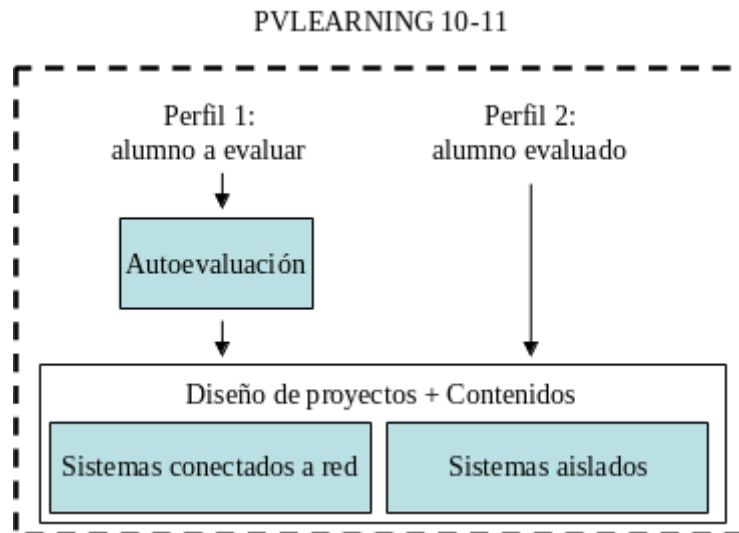 PVLEARNING 10-11
Perfil 1:
alumno a evaluar
Perfil 2:
alumno evaluado
Autoevaluación
Diseño de proyectos + Contenidos
Sistemas conectados a red
Sistemas aislados